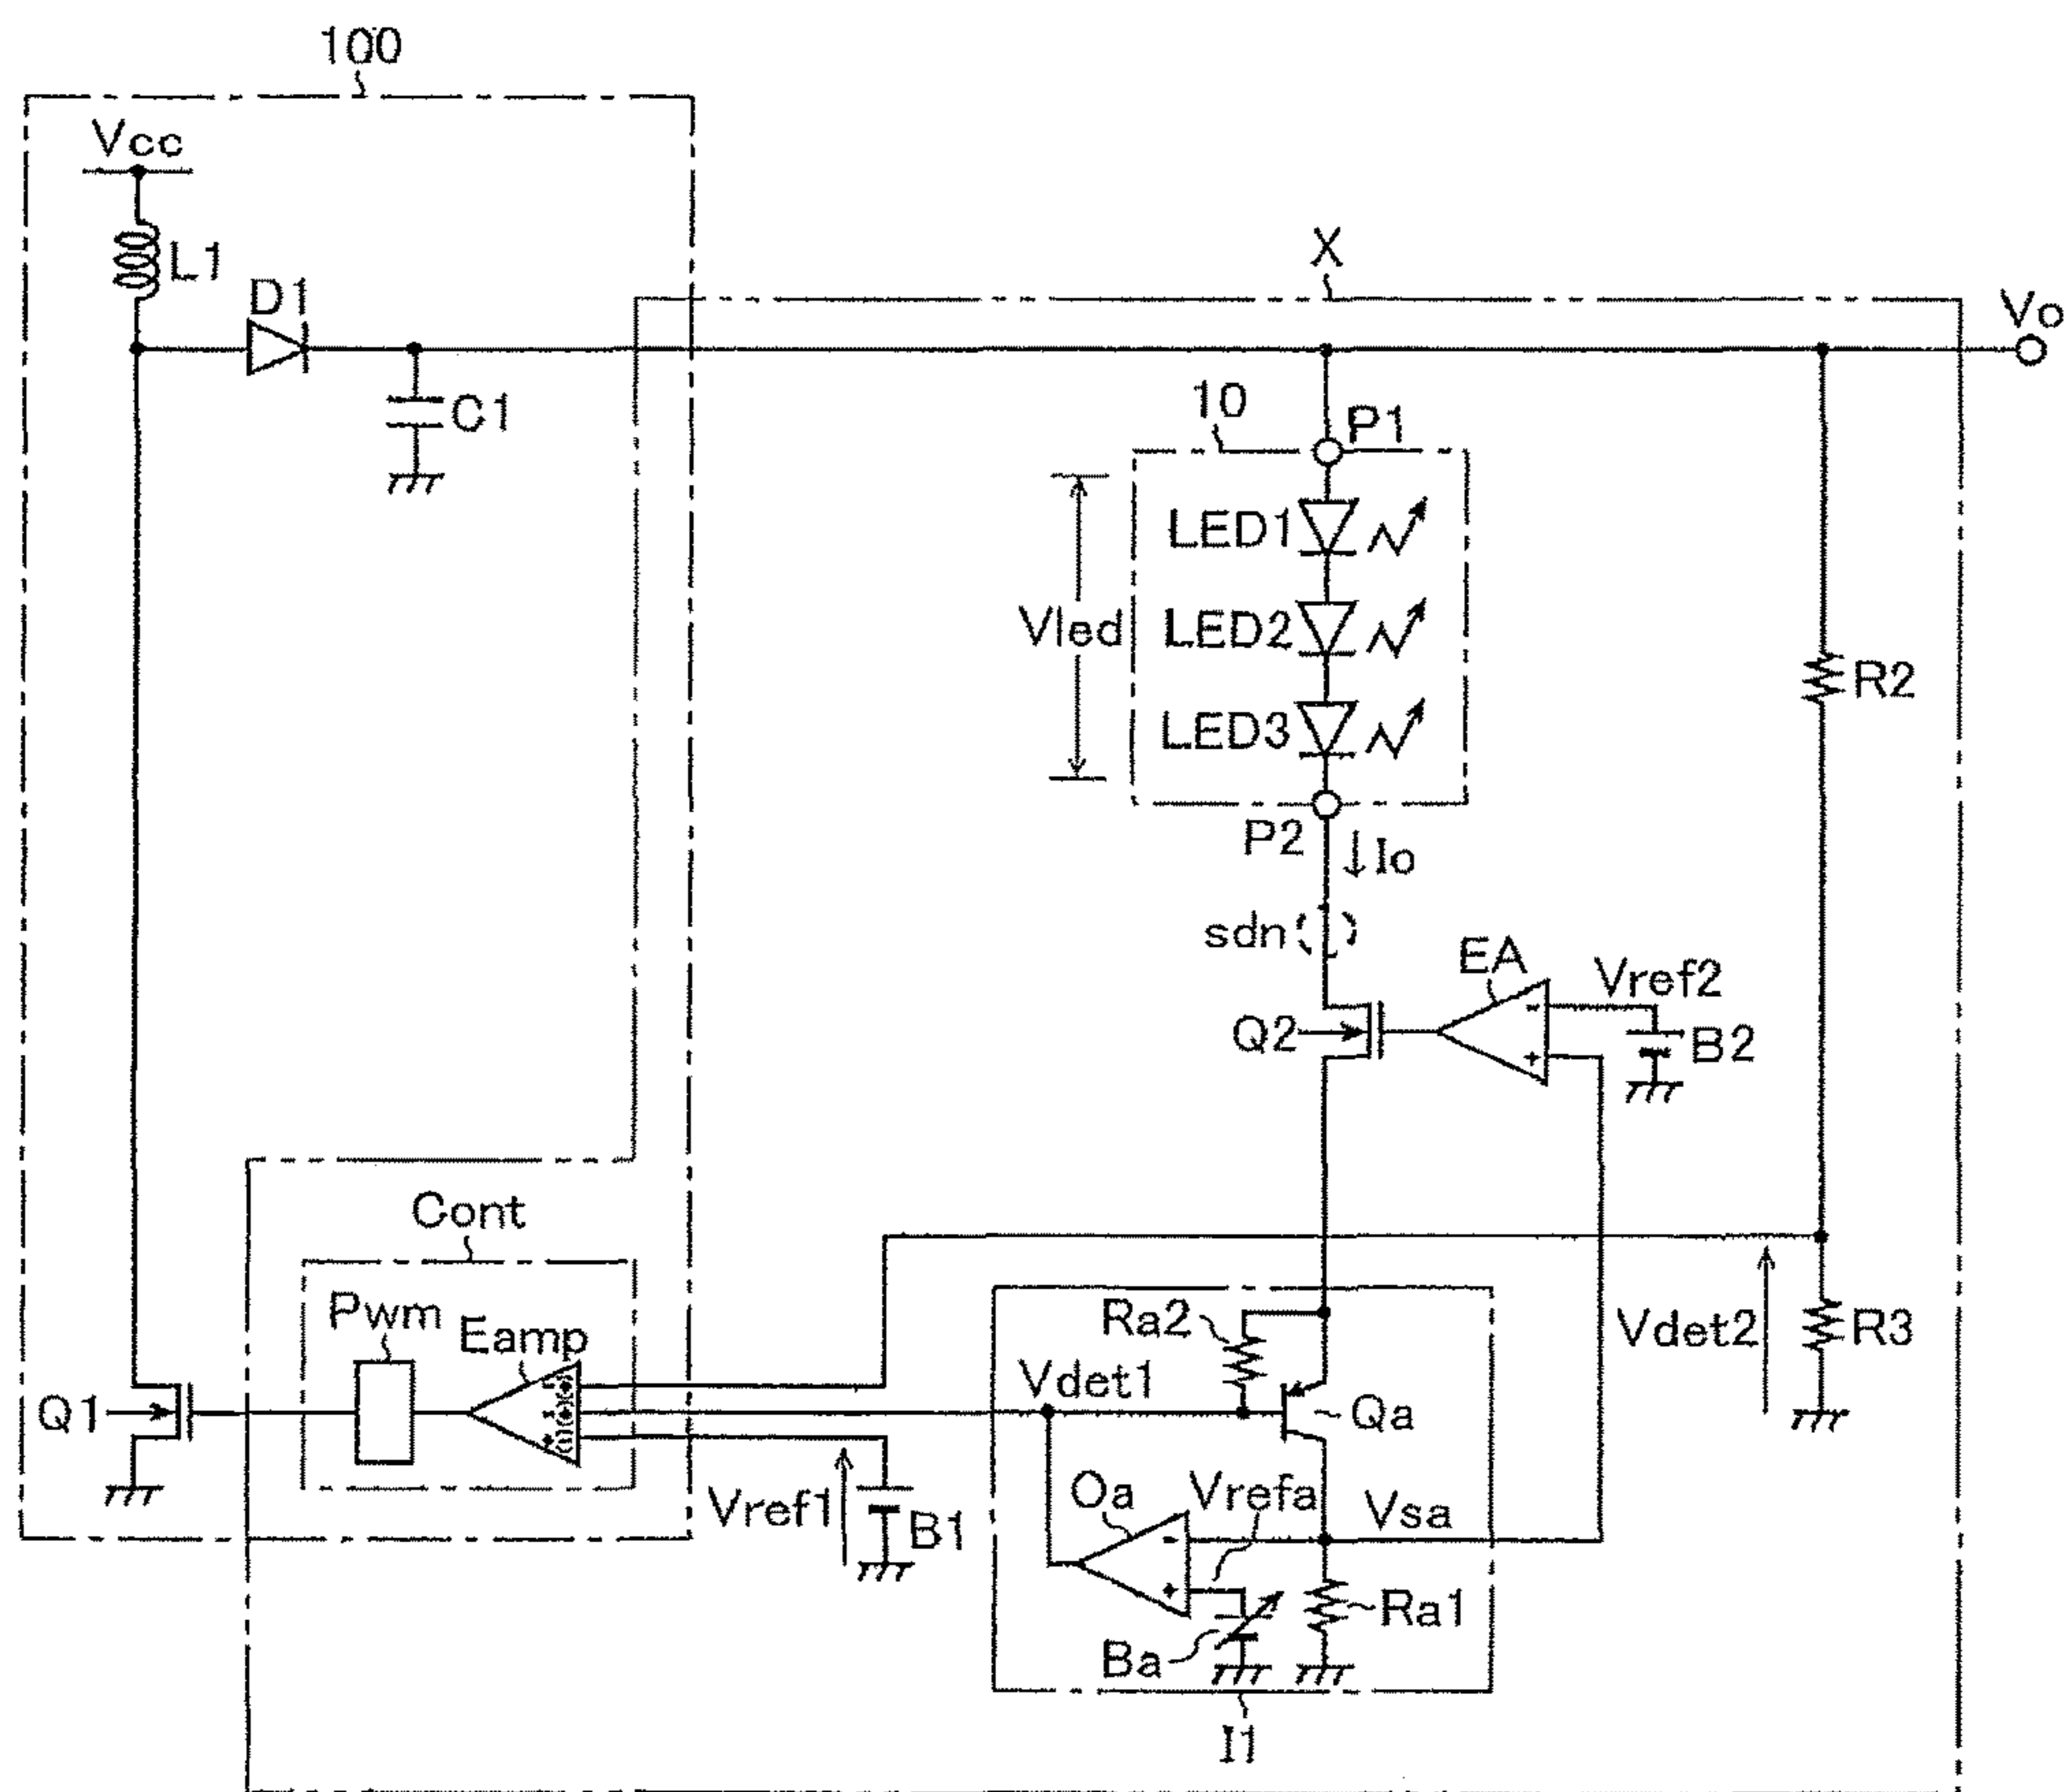 100
Vcc
L1
D1
C1
X
Vo
10
P1
LED1
Vled
LED2
LED3
R2
P2
Io
sdn
EA
Vref2
Q2
B2
-
+
Cont
Pwm
Eamp
Q1
Vref1
B1
Ra2
Vdet1
Qa
Vdet2
R3
Oa
Vrefa
Vsa
-
+
Ra1
Ba
I1